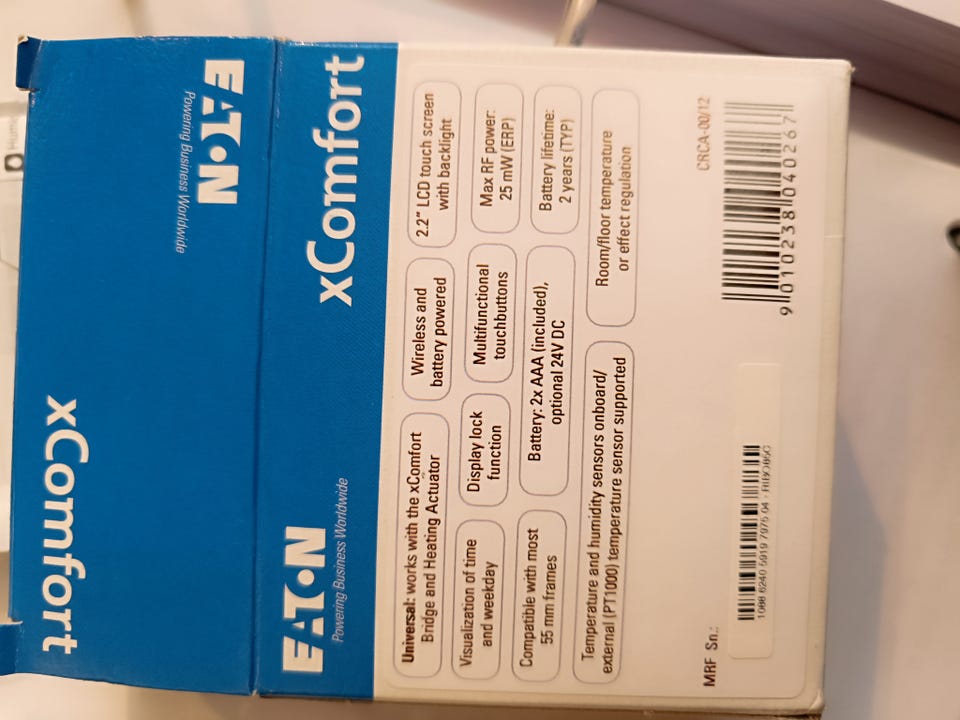 EATON
Powering Business Worldwide
xComfort
EATON
Powering Business Worldwide
xComfort
Universal: works with the xComfort
Bridge and Heating Actuator
Wireless and
battery powered
2.2" LCD touch screen
with backlight
Visualization of time
and weekday
Display lock
function
Multifunctional
touchbuttons
Max RF power:
25 mW (ERP)
Compatible with most
55 mm frames
Battery: 2x AAA (included),
optional 24V DC
Battery lifetime:
2 years (TYP)
Temperature and humidity sensors onboard/
external (PT1000) temperature sensor supported
Room/floor temperature
or effect regulation
MRF Sn.:
CRCA-00/12
9 010238 040267